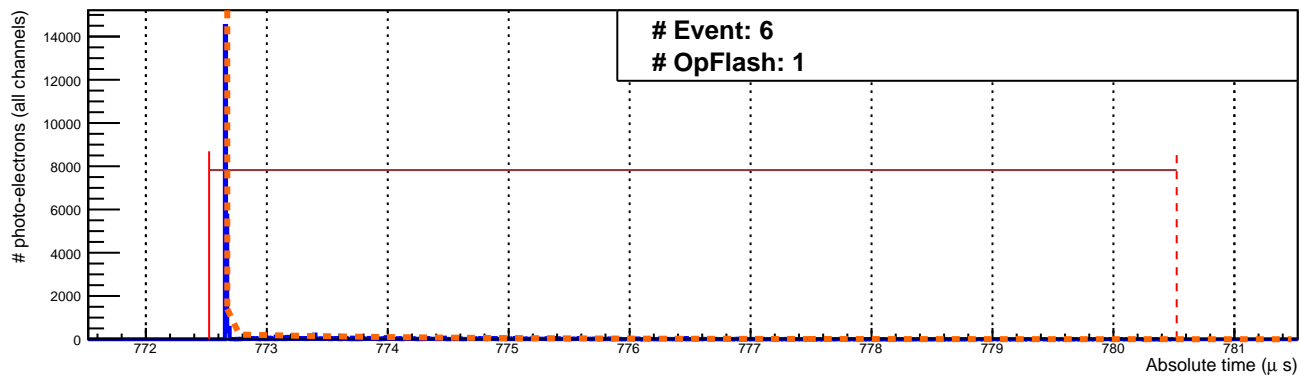 # Event: 6
# OpFlash: 1
# photo-electrons (all channels)
14000
12000
10000
8000
6000
4000
2000
0
772 773 774 775 776 777 778 779 780 781
Absolute time (μ s)